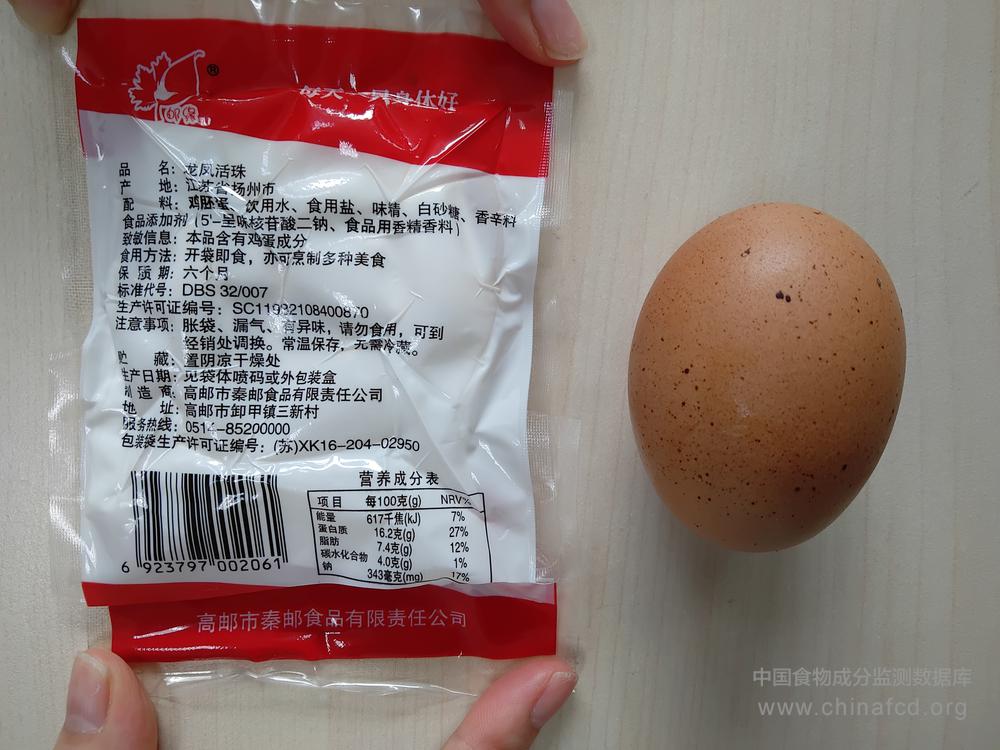 邮缘
®
每天 身体好
品 名：龙凤活珠
产 地：江苏省扬州市
配 料：鸡胚蛋、饮用水、食用盐、味精、白砂糖、香辛料
食品添加剂（5'-呈味核苷酸二钠、食品用香精香料）
致敏信息：本品含有鸡蛋成分
食用方法：开袋即食，亦可烹制多种美食
保 质 期：六个月
标准代号：DBS 32/007
生产许可证编号：SC11932108400870
注意事项：胀袋、漏气、有异味，请勿食用，可到
经销处调换。常温保存，无需冷藏。
贮 藏：置阴凉干燥处
生产日期：见袋体喷码或外包装盒
制 造 商：高邮市秦邮食品有限责任公司
地 址：高邮市卸甲镇三新村
服务热线：0514-85200000
包装袋生产许可证编号：(苏)XK16-204-02950
营养成分表
项目 每100克(g) NRV%
能量 617千焦(kJ) 7%
蛋白质 16.2克(g) 27%
脂肪 7.4克(g) 12%
碳水化合物 4.0克(g) 1%
钠 343毫克(mg) 17%
6 923797 002061
高邮市秦邮食品有限责任公司
中国食物成分监测数据库
www.chinafcd.org